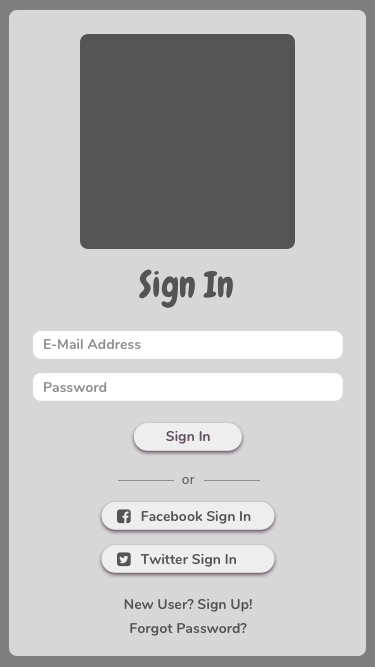 Sign In
E-Mail Address
Password
Sign In
or
Facebook Sign In
Twitter Sign In
New User? Sign Up!
Forgot Password?